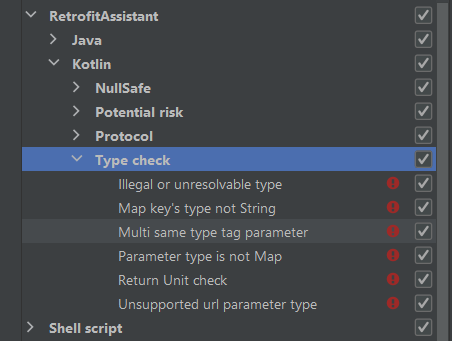 RetrofitAssistant
Java
Kotlin
NullSafe
Potential risk
Protocol
Type check
Illegal or unresolvable type
Map key's type not String
Multi same type tag parameter
Parameter type is not Map
Return Unit check
Unsupported url parameter type
Shell script